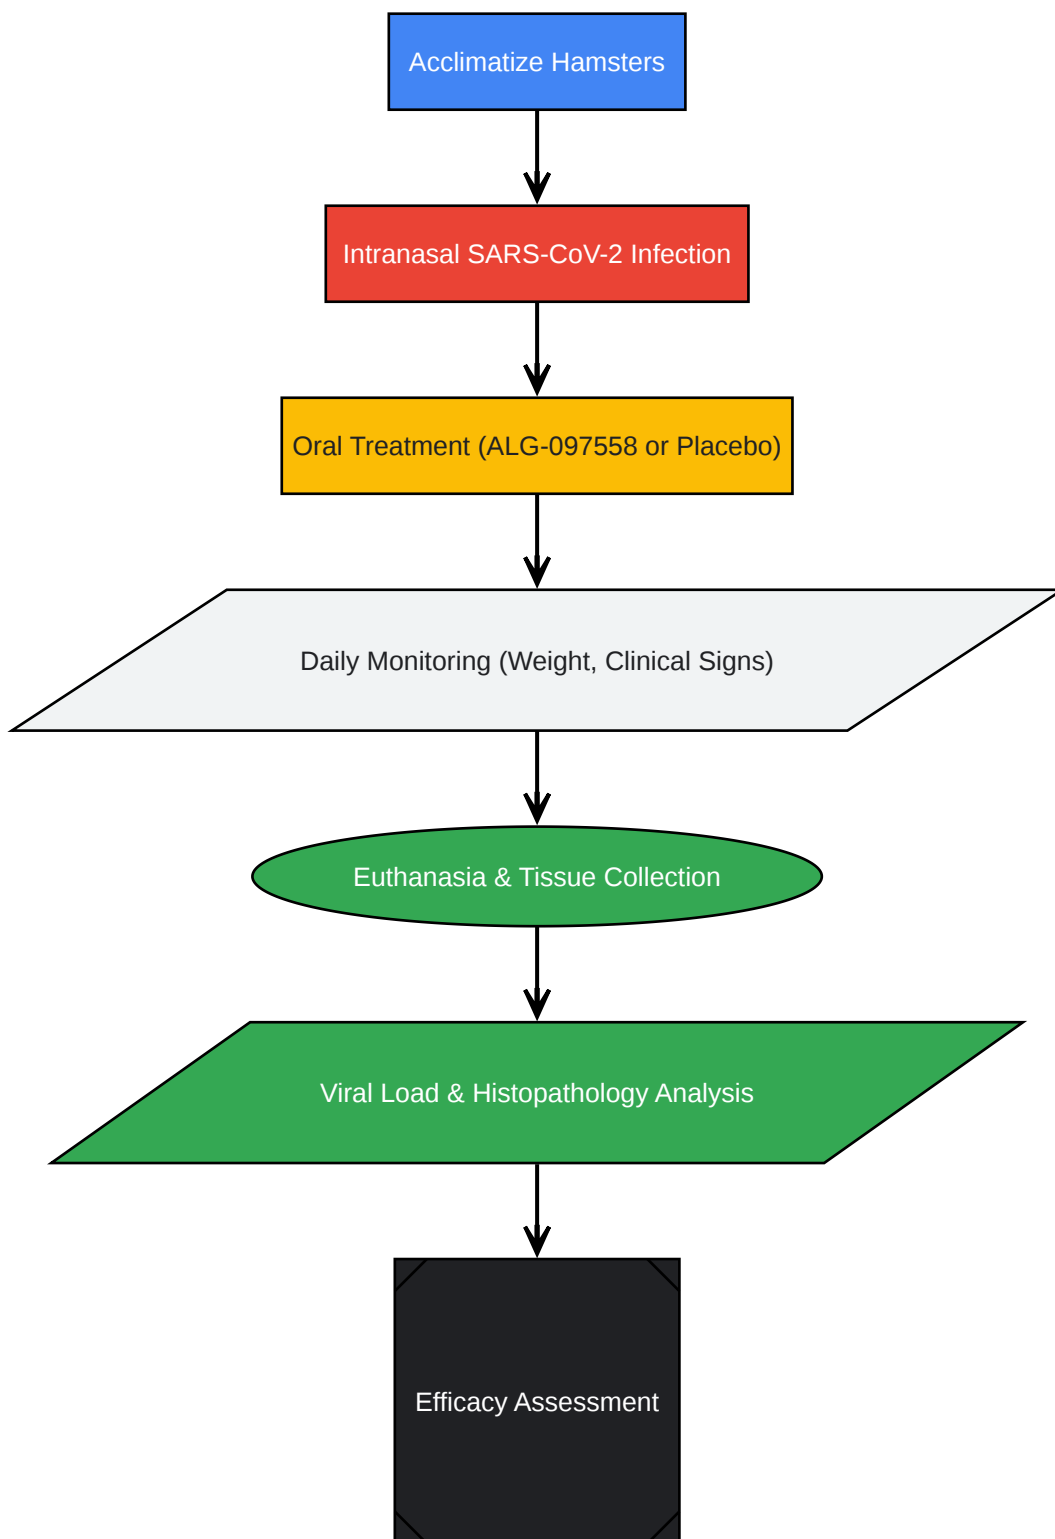 Acclimatize Hamsters
Intranasal SARS-CoV-2 Infection
Oral Treatment (ALG-097558 or Placebo)
Daily Monitoring (Weight, Clinical Signs)
Euthanasia & Tissue Collection
Viral Load & Histopathology Analysis
Efficacy Assessment